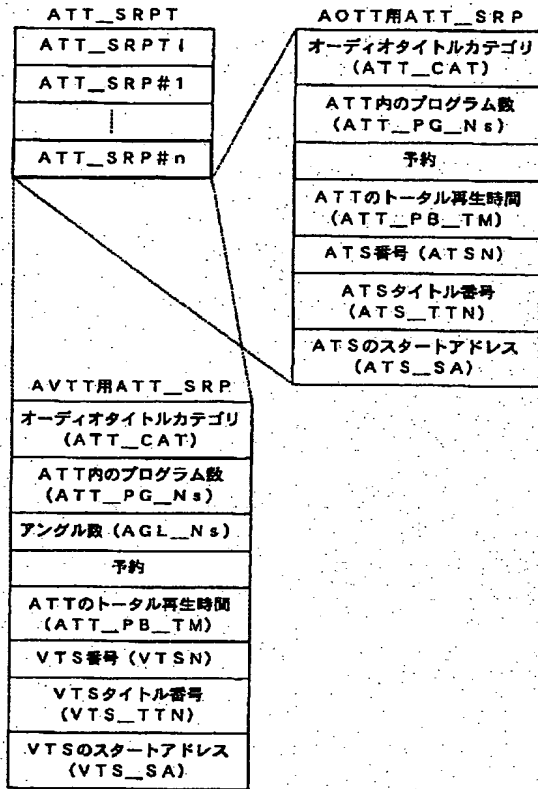 ATT_SRPT
ATT_SRPTI
ATT_SRP#1
ATT_SRP#n
AOTT用ATT_SRP
オーディオタイトルカテゴリ
(ATT_CAT)
ATT内のプログラム数
(ATT_PG_Ns)
予約
ATTのトータル再生時間
(ATT_PB_TM)
ATS番号(ATSN)
ATSタイトル番号
(ATS_TTN)
ATSのスタートアドレス
(ATS_SA)
AVTT用ATT_SRP
オーディオタイトルカテゴリ
(ATT_CAT)
ATT内のプログラム数
(ATT_PG_Ns)
アングル数(AGL_Ns)
予約
ATTのトータル再生時間
(ATT_PB_TM)
VTS番号(VTSN)
VTSタイトル番号
(VTS_TTN)
VTSのスタートアドレス
(VTS_SA)